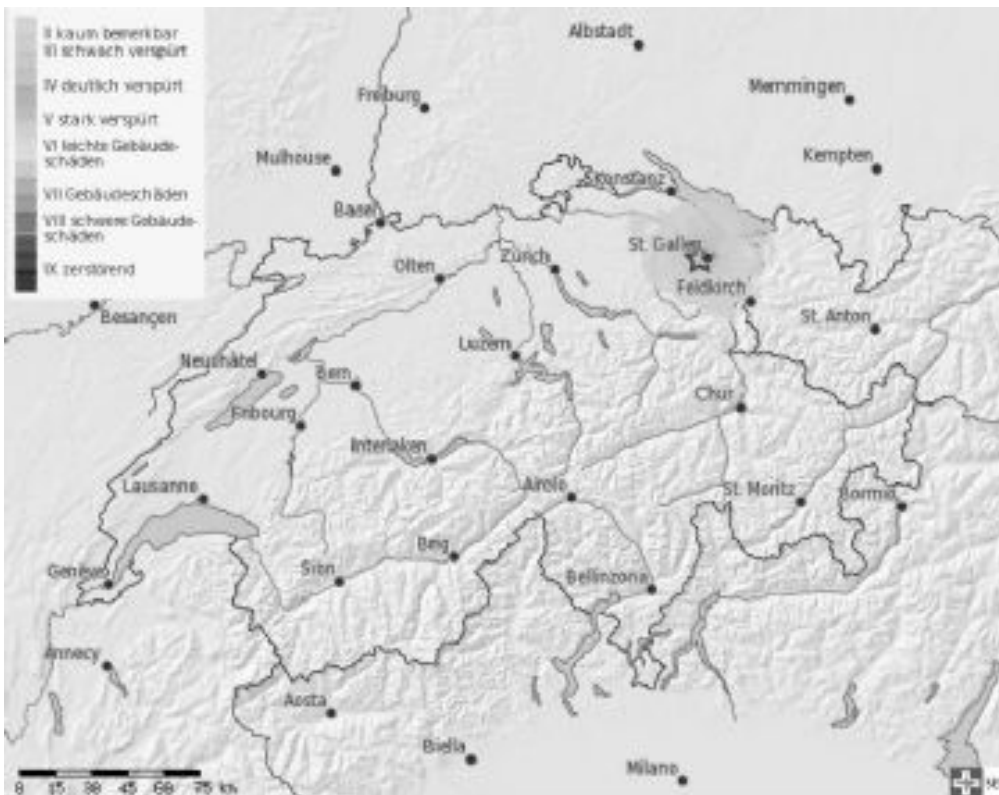 II kaum bemerkbar
III schwach verspürt
IV deutlich verspürt
V stark verspürt
VI leichte Gebäude-
schäden
VII Gebäudeschäden
VIII schwere Gebäude-
schäden
IX zerstörend
Albstadt
Memmingen
Freiburg
Mulhouse
Kempten
Konstanz
Basel
St. Gallen
Zürich
Olten
Feldkirch
Besançon
St. Anton
Luzern
Neuchâtel
Bern
Chur
Fribourg
Interlaken
Lausanne
Airolo
St. Moritz
Bormio
Brig
Sion
Genève
Bellinzona
Annecy
Aosta
Biella
Milano
0 15 30 45 60 75 km